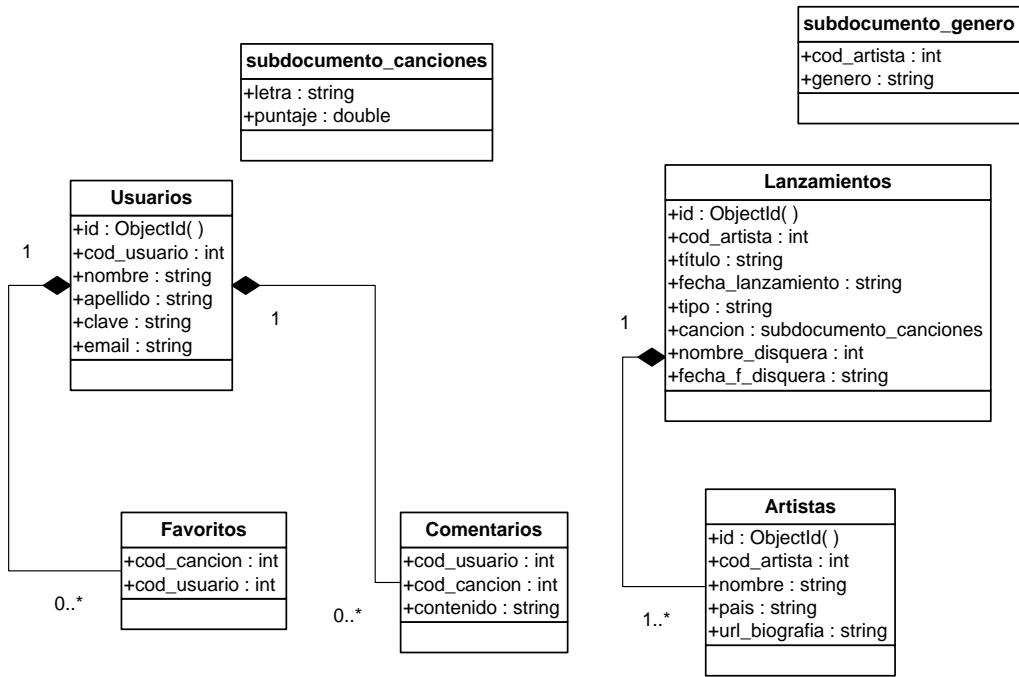 subdocumento_canciones
+letra : string
+puntaje : double
subdocumento_genero
+cod_artista : int
+genero : string
Usuarios
+id : ObjectId( )
+cod_usuario : int
+nombre : string
+apellido : string
+clave : string
+email : string
1
1
Lanzamientos
+id : ObjectId( )
+cod_artista : int
+título : string
+fecha_lanzamiento : string
+tipo : string
+cancion : subdocumento_canciones
+nombre_disquera : int
+fecha_f_disquera : string
1
Favoritos
+cod_cancion : int
+cod_usuario : int
0..*
Comentarios
+cod_usuario : int
+cod_cancion : int
+contenido : string
0..*
Artistas
+id : ObjectId( )
+cod_artista : int
+nombre : string
+pais : string
+url_biografia : string
1..*